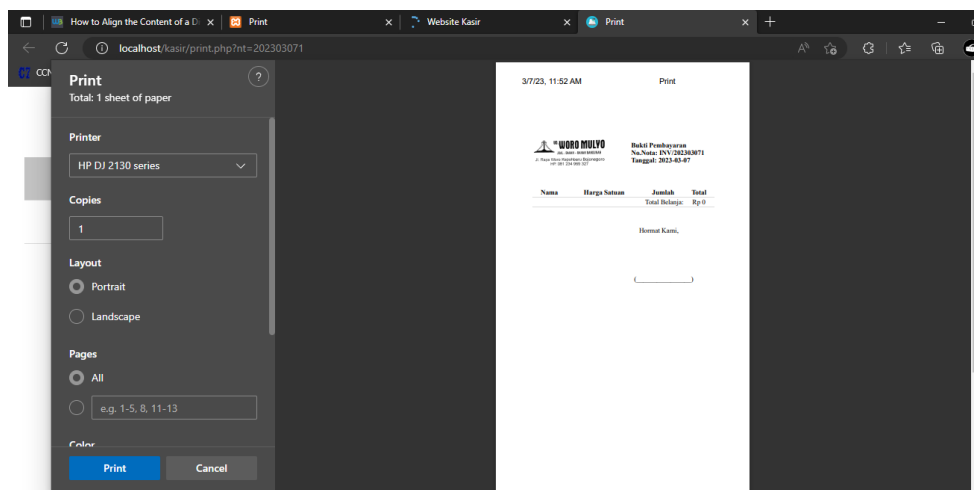 How to Align the Content of a Di
Print
Website Kasir
Print
localhost/kasir/print.php?nt=202303071
CCN
Print
?
Total: 1 sheet of paper
Printer
HP DJ 2130 series
Copies
1
Layout
Portrait
Landscape
Pages
All
e.g. 1-5, 8, 11-13
Color
Print Cancel
3/7/23, 11:52 AM Print
WORO MULYO
Bukti Pembayaran
No.Nota: INV/202303071
Tanggal: 2023-03-07
Nama Harga Satuan Jumlah Total
Total Belanja: Rp 0
Hormat Kami,
(____________)